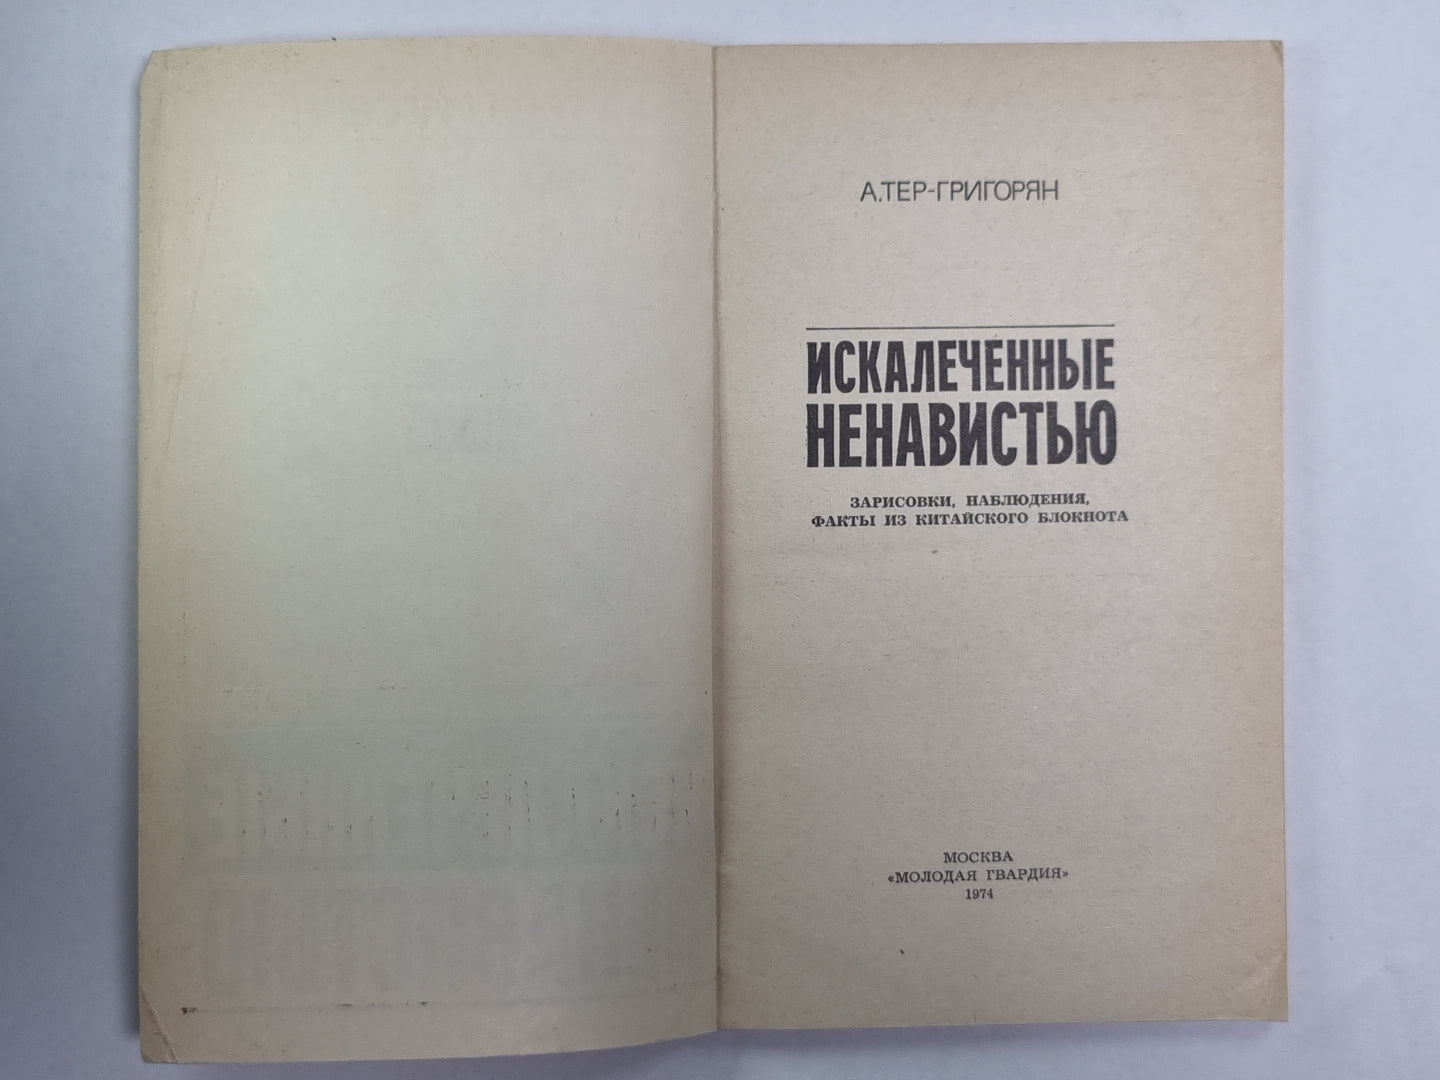 А.ТЕР-ГРИГОРЯН
ИСКАЛЕЧЕННЫЕ
НЕНАВИСТЬЮ
ЗАРИСОВКИ, НАБЛЮДЕНИЯ,
ФАКТЫ ИЗ КИТАЙСКОГО БЛОКНОТА
МОСКВА
«МОЛОДАЯ ГВАРДИЯ»
1974